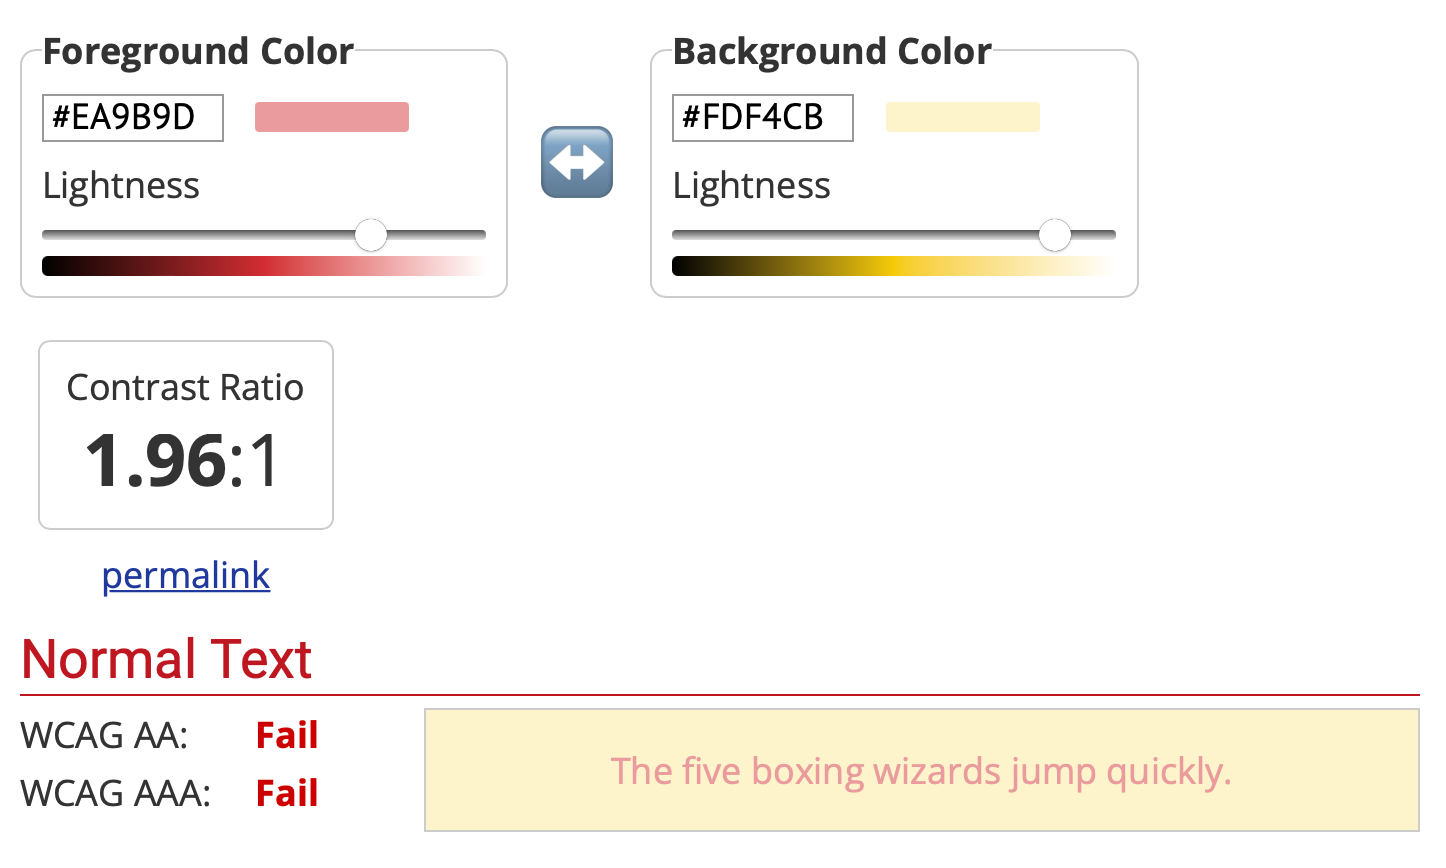 Foreground Color
#EA9B9D
Lightness
Background Color
#FDF4CB
Lightness
Contrast Ratio
1.96:1
permalink
Normal Text
WCAG AA: Fail
WCAG AAA: Fail
The five boxing wizards jump quickly.